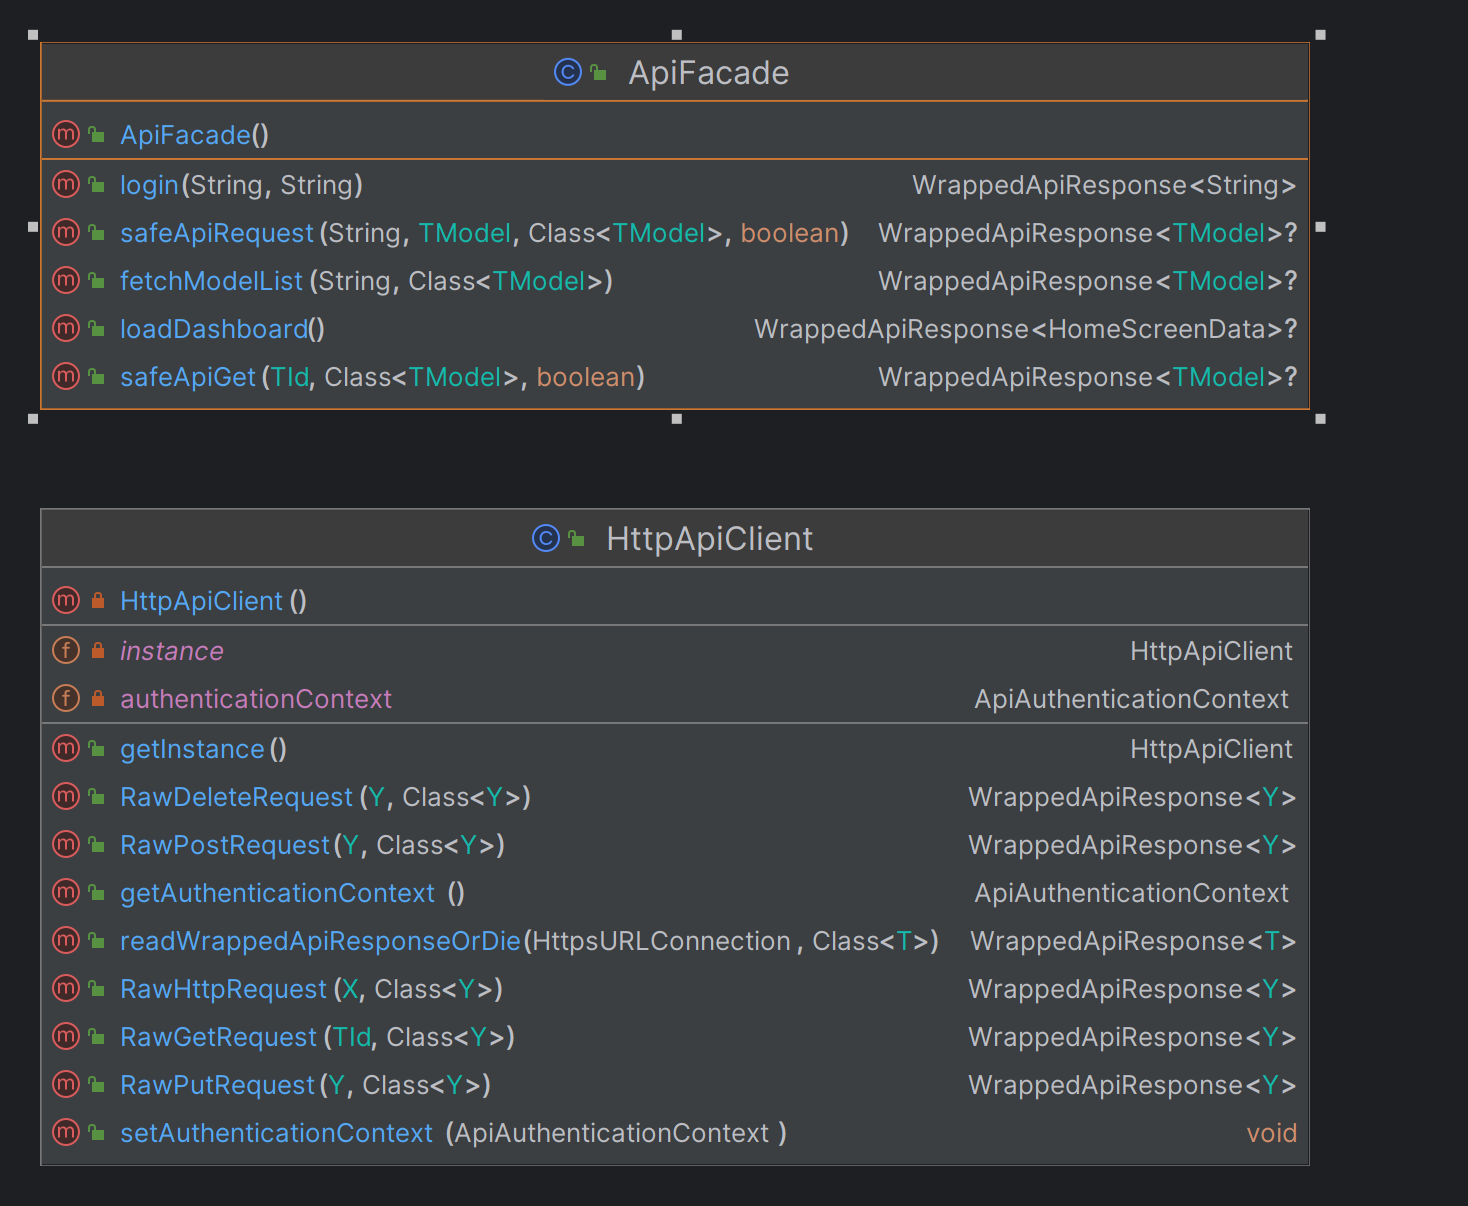 ApiFacade
ApiFacade()
login(String, String) WrappedApiResponse<String>
safeApiRequest(String, TModel, Class<TModel>, boolean) WrappedApiResponse<TModel>?
fetchModelList(String, Class<TModel>) WrappedApiResponse<TModel>?
loadDashboard() WrappedApiResponse<HomeScreenData>?
safeApiGet(TId, Class<TModel>, boolean) WrappedApiResponse<TModel>?
HttpApiClient
HttpApiClient()
instance HttpApiClient
authenticationContext ApiAuthenticationContext
getInstance() HttpApiClient
RawDeleteRequest(Y, Class<Y>) WrappedApiResponse<Y>
RawPostRequest(Y, Class<Y>) WrappedApiResponse<Y>
getAuthenticationContext() ApiAuthenticationContext
readWrappedApiResponseOrDie(HttpsURLConnection, Class<T>) WrappedApiResponse<T>
RawHttpRequest(X, Class<Y>) WrappedApiResponse<Y>
RawGetRequest(TId, Class<Y>) WrappedApiResponse<Y>
RawPutRequest(Y, Class<Y>) WrappedApiResponse<Y>
setAuthenticationContext(ApiAuthenticationContext) void